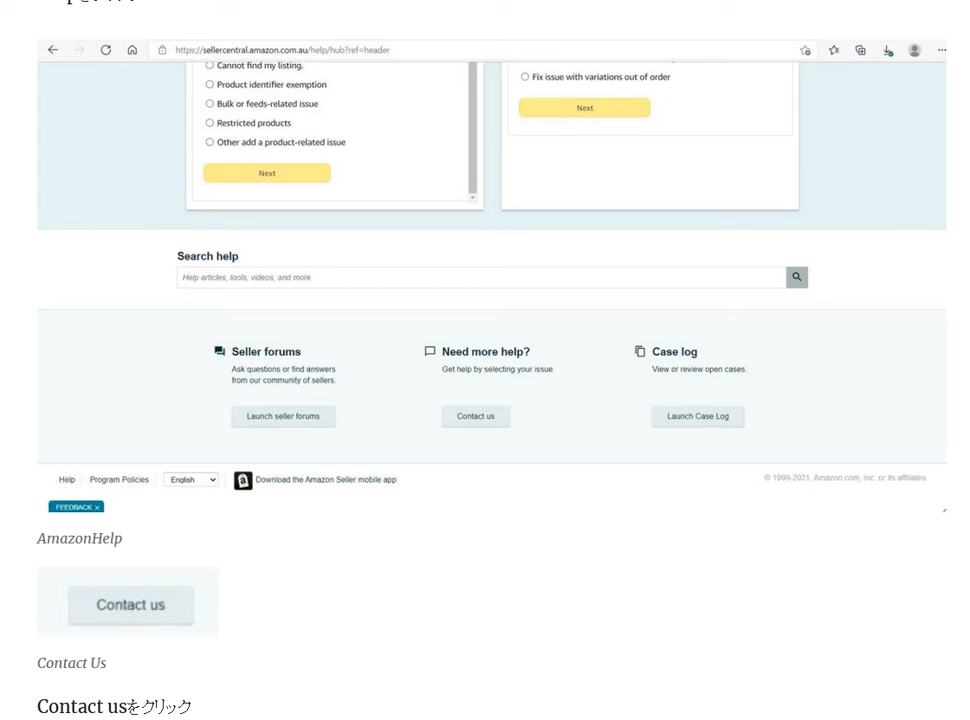 https://sellercentral.amazon.com.au/help/hub?ref=header
Cannot find my listing.
Product identifier exemption
Bulk or feeds-related issue
Restricted products
Other add a product-related issue
Next
Fix issue with variations out of order
Next
Search help
Help articles, tools, videos, and more
Seller forums
Ask questions or find answers
from our community of sellers.
Launch seller forums
Need more help?
Get help by selecting your issue
Contact us
Case log
View or review open cases.
Launch Case Log
Help
Program Policies
English
Download the Amazon Seller mobile app
© 1999-2021, Amazon.com, Inc. or its affiliates
FEEDBACK ×
AmazonHelp
Contact us
Contact Us
Contact usをクリック